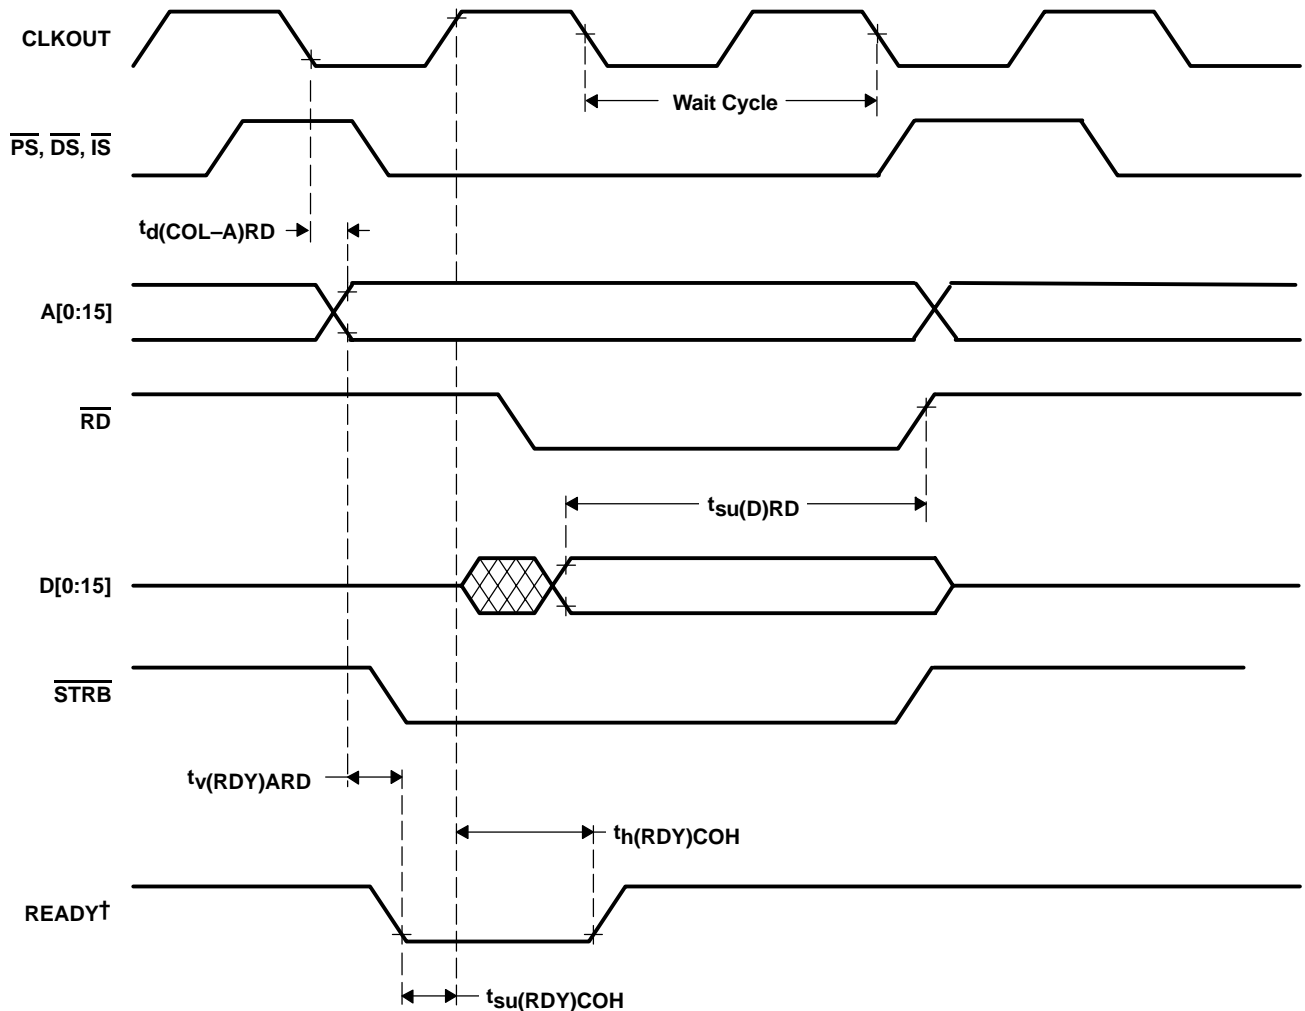 CLKOUT
Wait Cycle
PS, DS, IS
td(COL–A)RD
A[0:15]
RD
tsu(D)RD
D[0:15]
STRB
tv(RDY)ARD
th(RDY)COH
READY†
tsu(RDY)COH